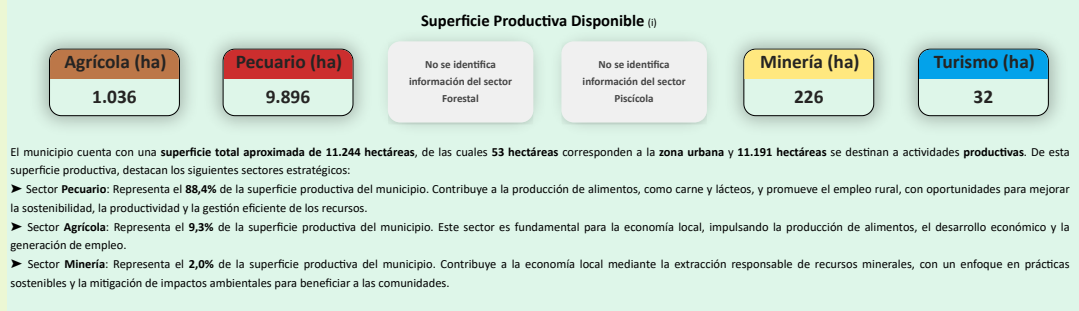 Superficie Productiva Disponible (i)
Agrícola (ha)
1.036
Pecuario (ha)
9.896
No se identifica
información del sector
Forestal
No se identifica
información del sector
Piscícola
Minería (ha)
226
Turismo (ha)
32
El municipio cuenta con una superficie total aproximada de 11.244 hectáreas, de las cuales 53 hectáreas corresponden a la zona urbana y 11.191 hectáreas se destinan a actividades productivas. De esta
superficie productiva, destacan los siguientes sectores estratégicos:
➤ Sector Pecuario: Representa el 88,4% de la superficie productiva del municipio. Contribuye a la producción de alimentos, como carne y lácteos, y promueve el empleo rural, con oportunidades para mejorar
la sostenibilidad, la productividad y la gestión eficiente de los recursos.
➤ Sector Agrícola: Representa el 9,3% de la superficie productiva del municipio. Este sector es fundamental para la economía local, impulsando la producción de alimentos, el desarrollo económico y la
generación de empleo.
➤ Sector Minería: Representa el 2,0% de la superficie productiva del municipio. Contribuye a la economía local mediante la extracción responsable de recursos minerales, con un enfoque en prácticas
sostenibles y la mitigación de impactos ambientales para beneficiar a las comunidades.